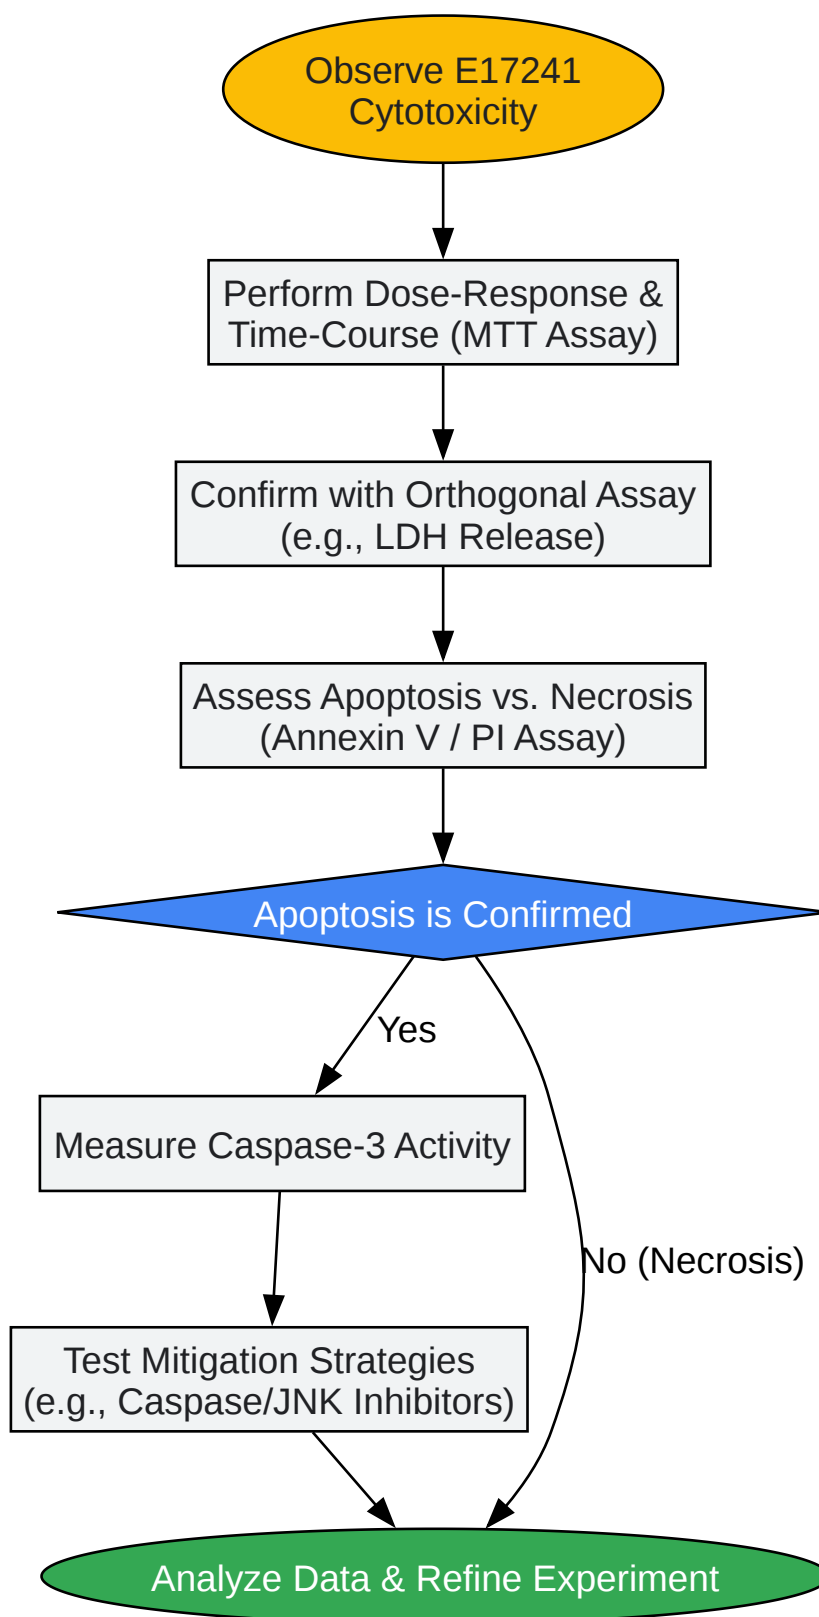 Observe E17241
Cytotoxicity
Perform Dose-Response &
Time-Course (MTT Assay)
Confirm with Orthogonal Assay
(e.g., LDH Release)
Assess Apoptosis vs. Necrosis
(Annexin V / PI Assay)
Apoptosis is Confirmed
Yes
Measure Caspase-3 Activity
No (Necrosis)
Test Mitigation Strategies
(e.g., Caspase/JNK Inhibitors)
Analyze Data & Refine Experiment